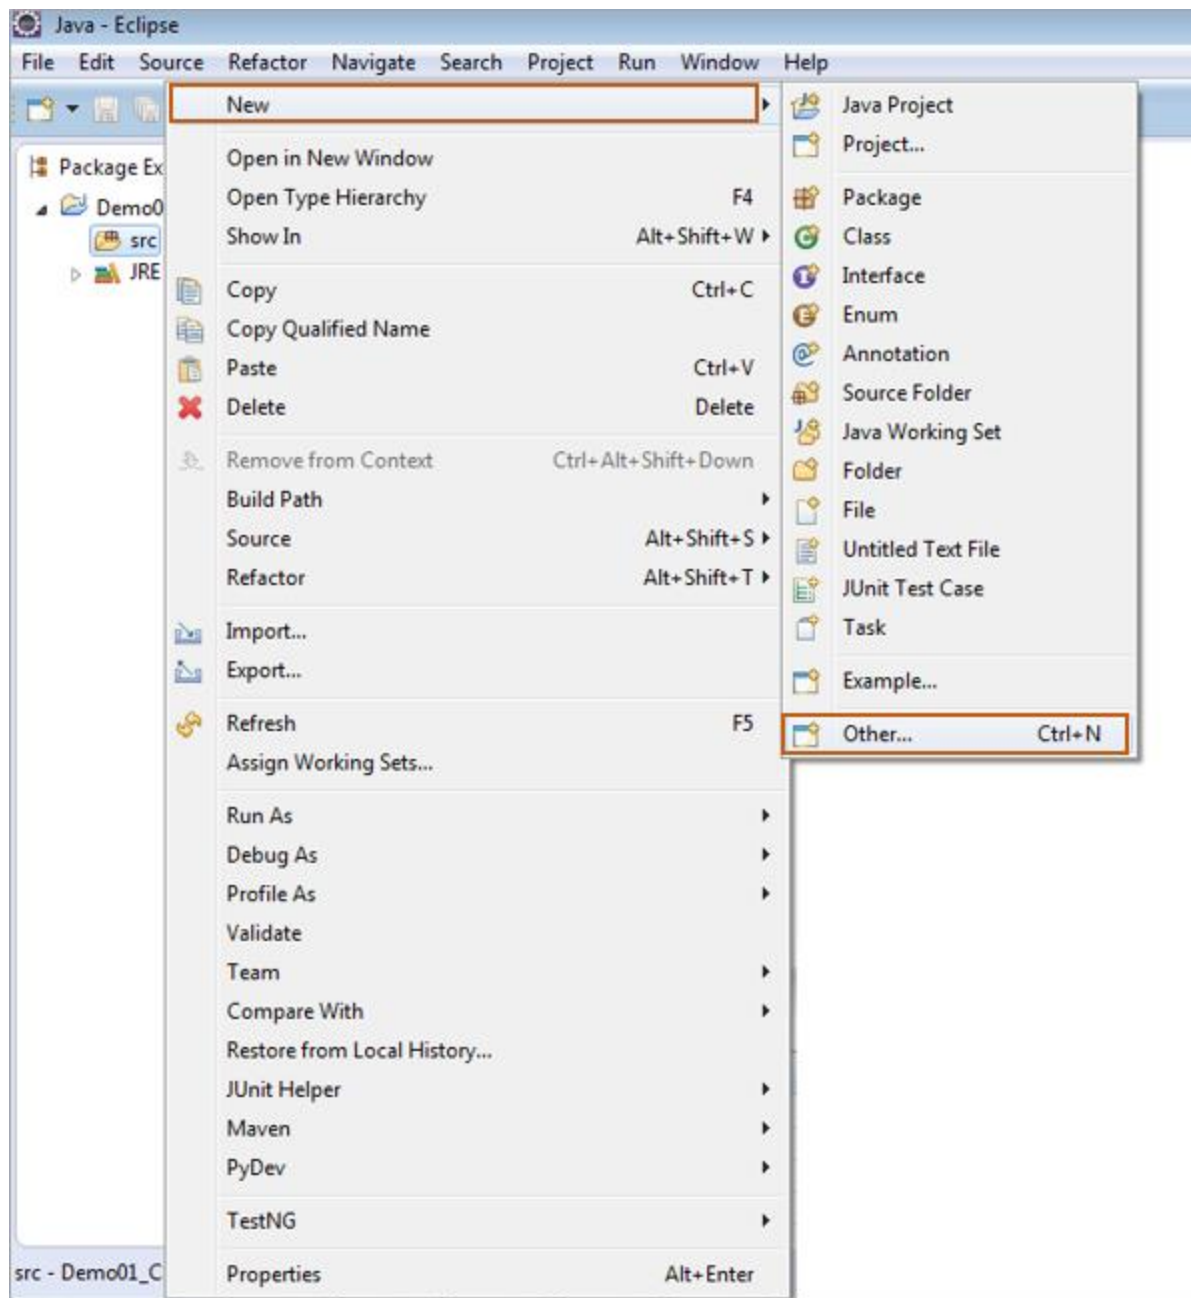 Java - Eclipse
File Edit Source Refactor Navigate Search Project Run Window Help
Package Ex
Demo0
src
JRE
src - Demo01_C
New
Open in New Window
Open Type Hierarchy F4
Show In Alt+Shift+W
Copy Ctrl+C
Copy Qualified Name
Paste Ctrl+V
Delete Delete
Remove from Context Ctrl+Alt+Shift+Down
Build Path
Source Alt+Shift+S
Refactor Alt+Shift+T
Import...
Export...
Refresh F5
Assign Working Sets...
Run As
Debug As
Profile As
Validate
Team
Compare With
Restore from Local History...
JUnit Helper
Maven
PyDev
TestNG
Properties Alt+Enter
Java Project
Project...
Package
Class
Interface
Enum
Annotation
Source Folder
Java Working Set
Folder
File
Untitled Text File
JUnit Test Case
Task
Example...
Other... Ctrl+N